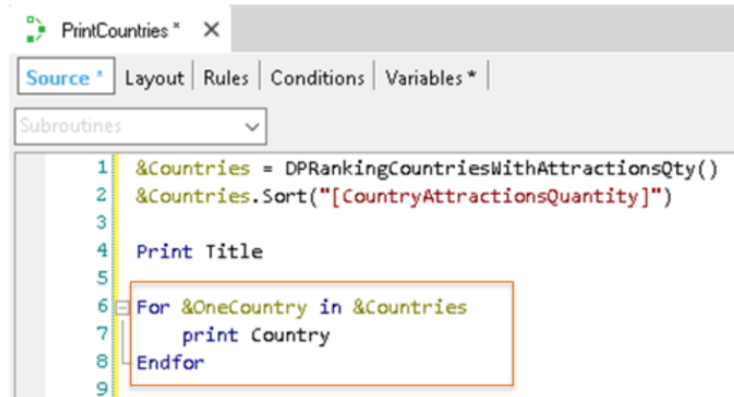 PrintCountries * ×
Source * Layout Rules Conditions Variables *
Subroutines
1 &Countries = DPRankingCountriesWithAttractionsQty()
2 &Countries.Sort("[CountryAttractionsQuantity]")
3
4 Print Title
5
6 For &OneCountry in &Countries
7 print Country
8 Endfor
9